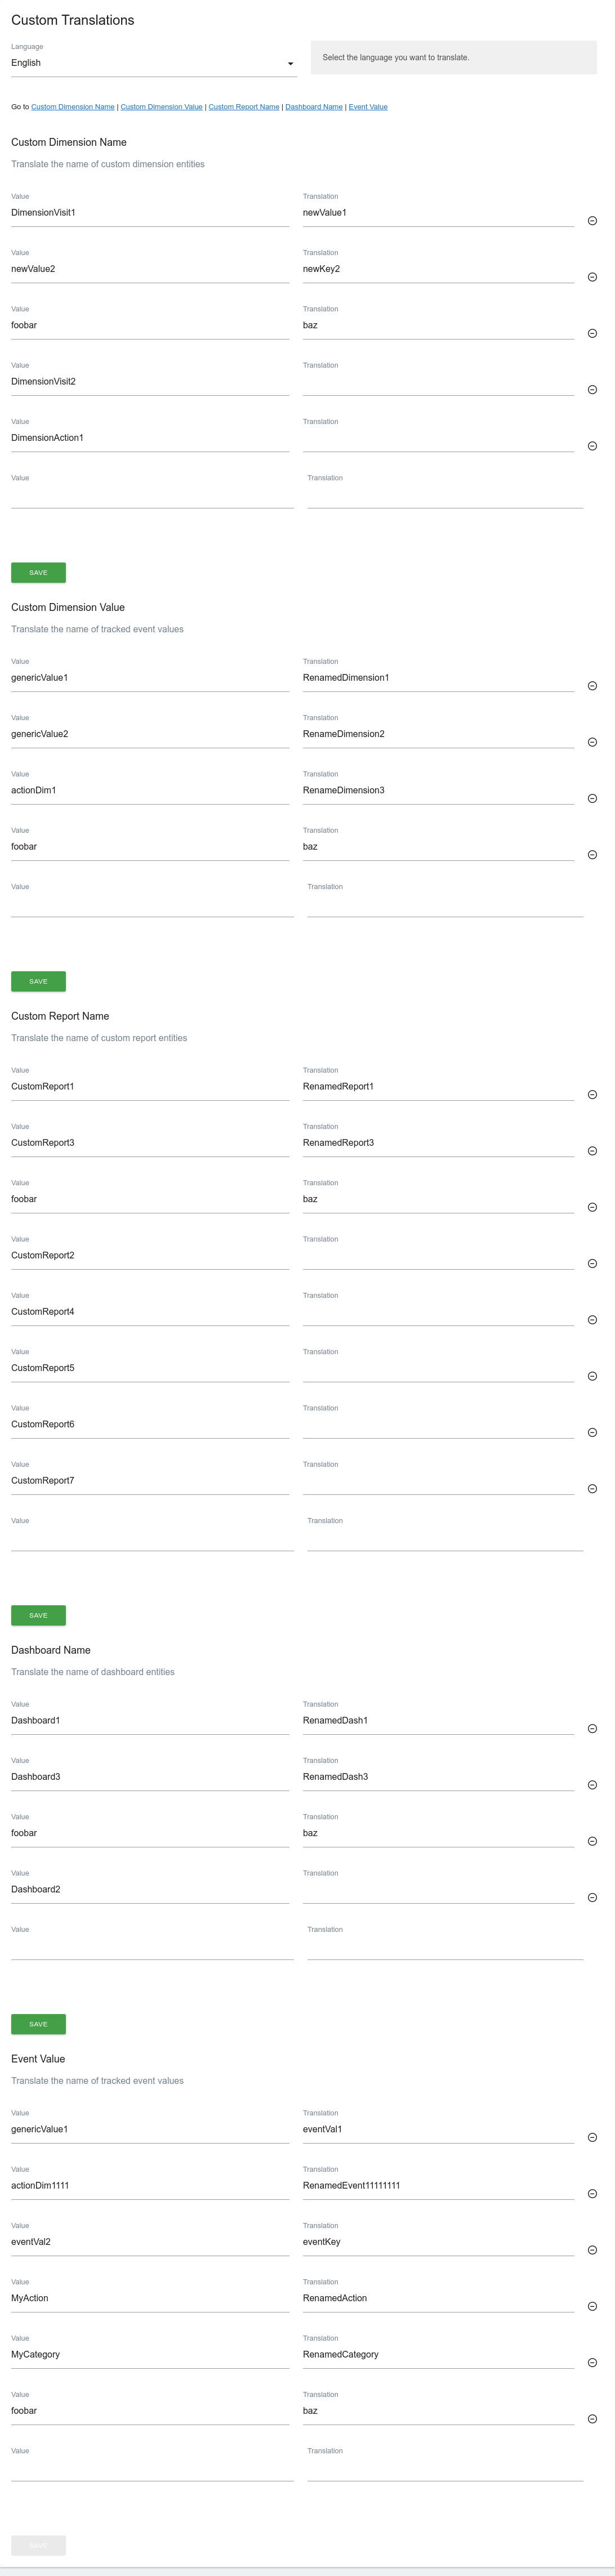 Custom Translations
Language
English
Select the language you want to translate.
Go to Custom Dimension Name | Custom Dimension Value | Custom Report Name | Dashboard Name | Event Value
Custom Dimension Name
Translate the name of custom dimension entities
Value Translation
DimensionVisit1 newValue1
Value Translation
newValue2 newKey2
Value Translation
foobar baz
Value Translation
DimensionVisit2
Value Translation
DimensionAction1
Value Translation
SAVE
Custom Dimension Value
Translate the name of tracked event values
Value Translation
genericValue1 RenamedDimension1
Value Translation
genericValue2 RenameDimension2
Value Translation
actionDim1 RenameDimension3
Value Translation
foobar baz
Value Translation
SAVE
Custom Report Name
Translate the name of custom report entities
Value Translation
CustomReport1 RenamedReport1
Value Translation
CustomReport3 RenamedReport3
Value Translation
foobar baz
Value Translation
CustomReport2
Value Translation
CustomReport4
Value Translation
CustomReport5
Value Translation
CustomReport6
Value Translation
CustomReport7
Value Translation
SAVE
Dashboard Name
Translate the name of dashboard entities
Value Translation
Dashboard1 RenamedDash1
Value Translation
Dashboard3 RenamedDash3
Value Translation
foobar baz
Value Translation
Dashboard2
Value Translation
SAVE
Event Value
Translate the name of tracked event values
Value Translation
genericValue1 eventVal1
Value Translation
actionDim1111 RenamedEvent11111111
Value Translation
eventVal2 eventKey
Value Translation
MyAction RenamedAction
Value Translation
MyCategory RenamedCategory
Value Translation
foobar baz
Value Translation
SAVE